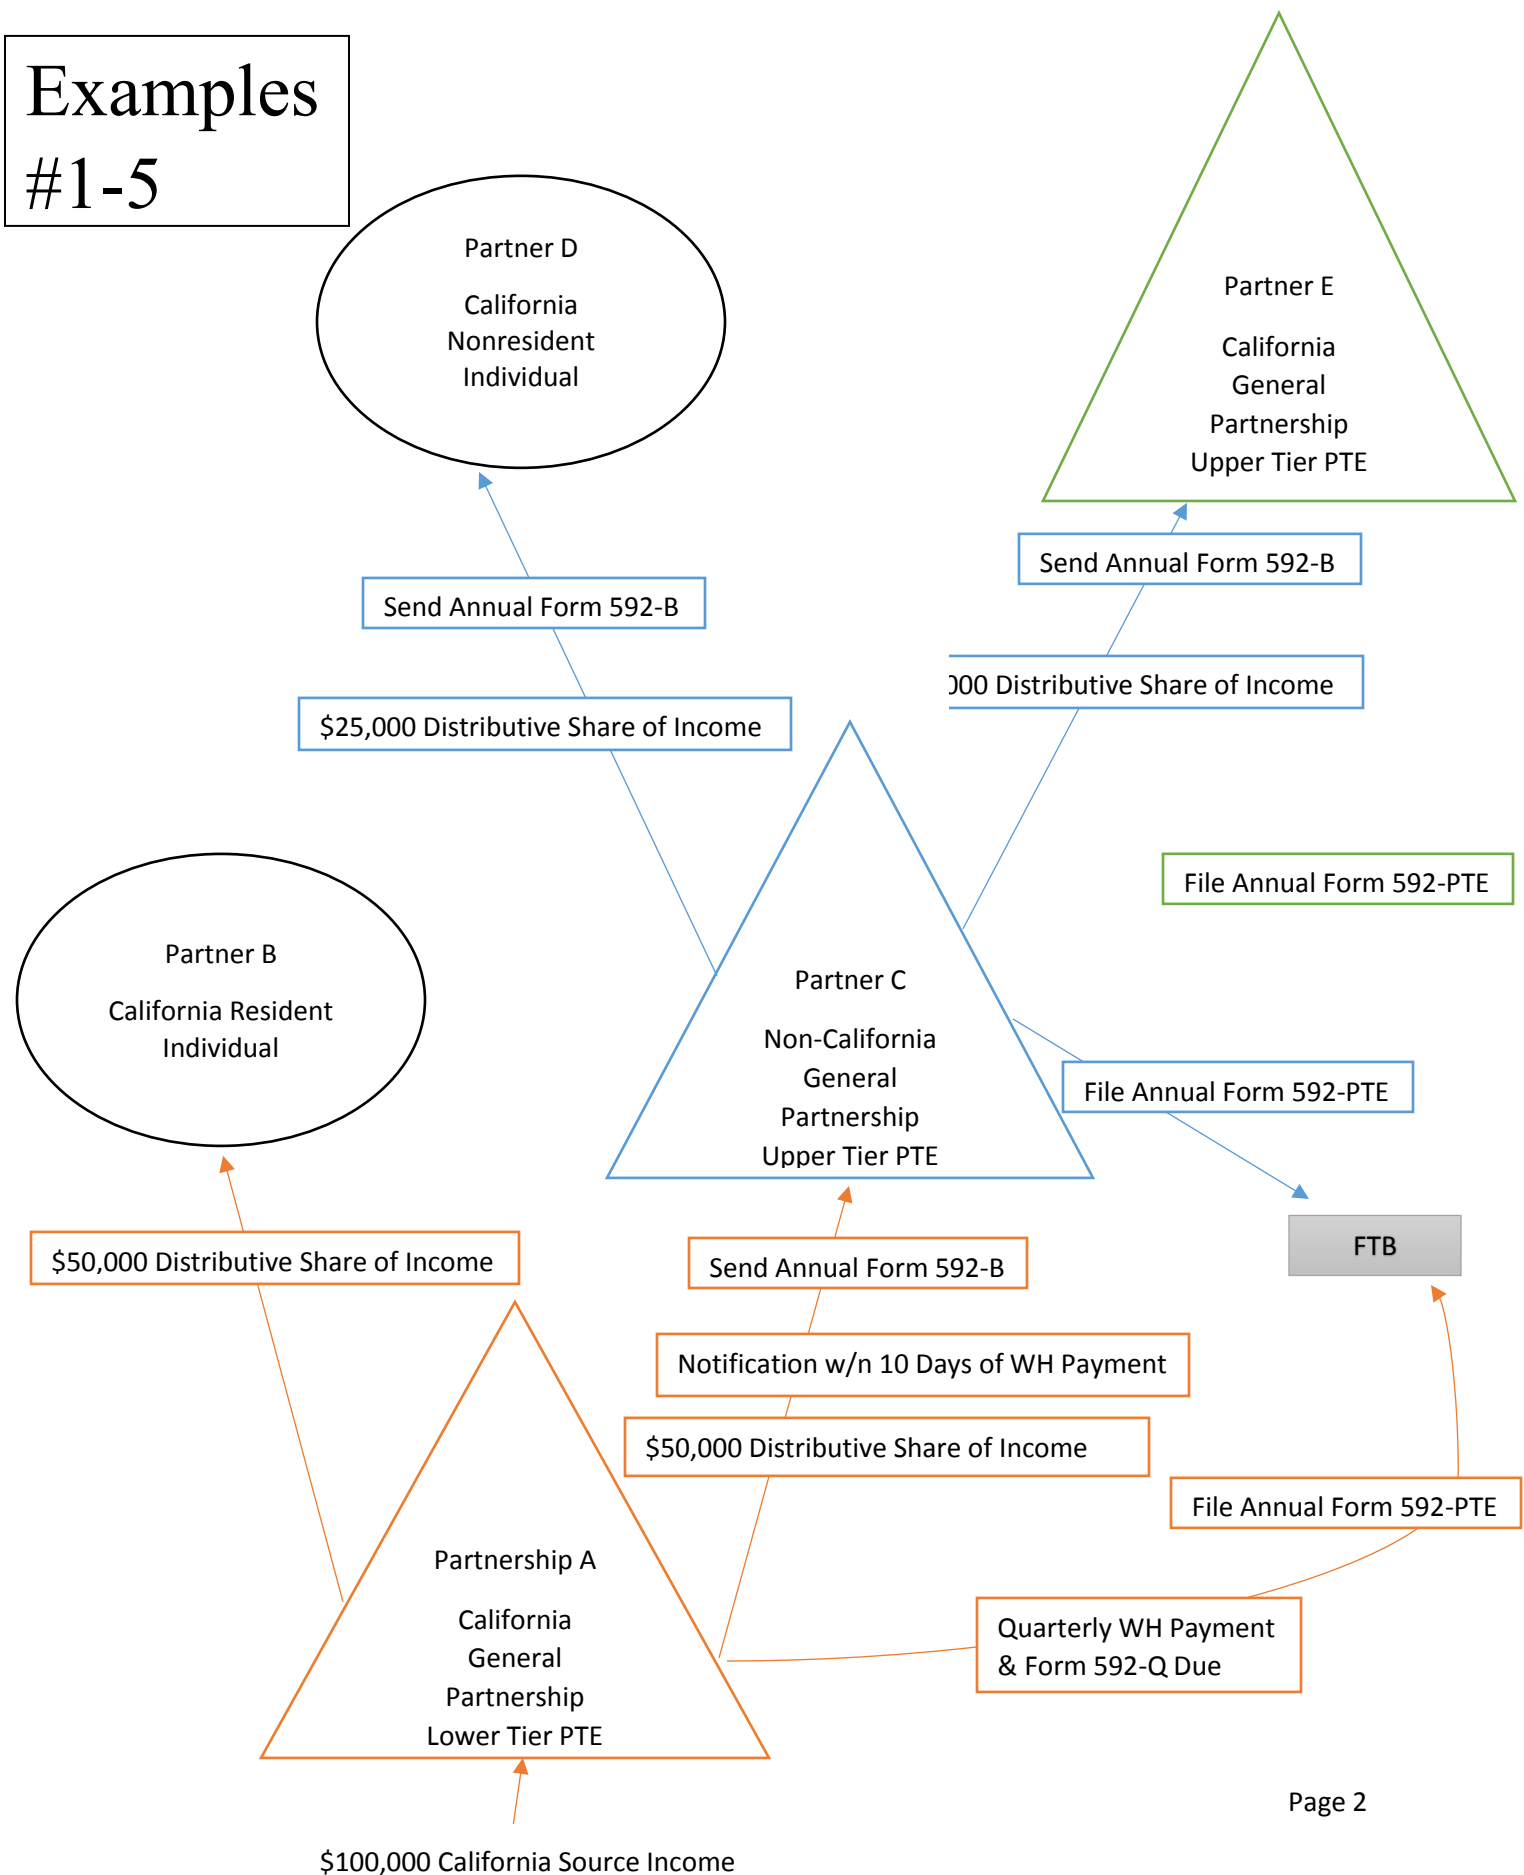 Examples
#1-5
Partner D
California
Nonresident
Individual
Partner E
California
General
Partnership
Upper Tier PTE
Send Annual Form 592-B
Send Annual Form 592-B
000 Distributive Share of Income
$25,000 Distributive Share of Income
File Annual Form 592-PTE
Partner B
California Resident
Individual
Partner C
Non-California
General
Partnership
Upper Tier PTE
File Annual Form 592-PTE
FTB
$50,000 Distributive Share of Income
Send Annual Form 592-B
Notification w/n 10 Days of WH Payment
$50,000 Distributive Share of Income
File Annual Form 592-PTE
Partnership A
California
General
Partnership
Lower Tier PTE
Quarterly WH Payment
& Form 592-Q Due
Page 2
$100,000 California Source Income